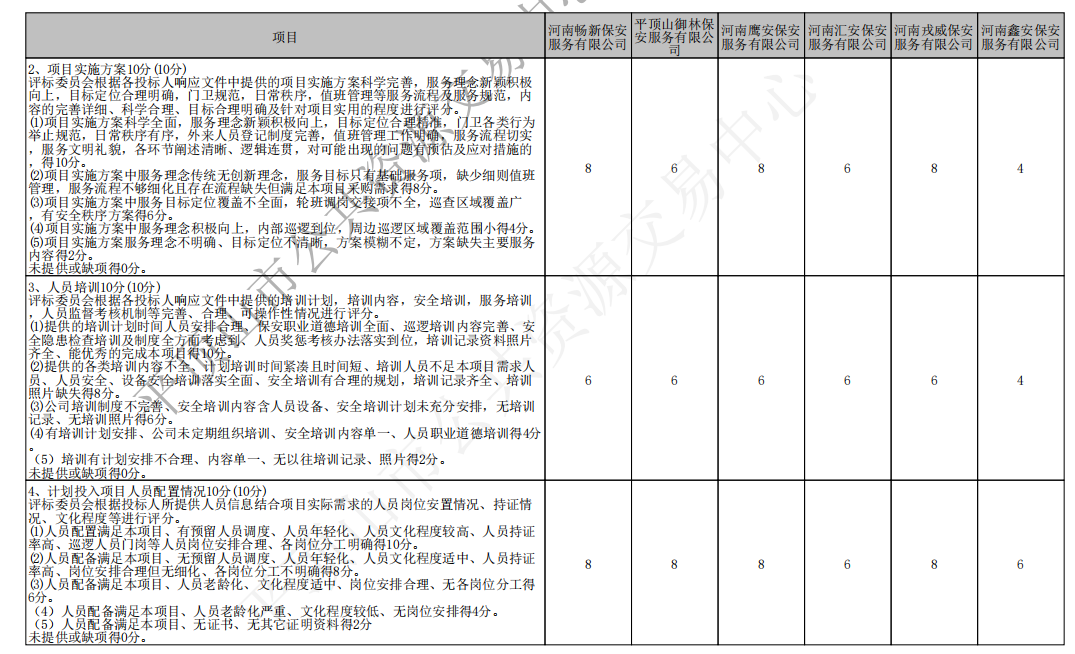 项目
河南畅新保安
服务有限公司
平顶山御林保
安服务有限公
司
河南鹰安保安
服务有限公司
河南汇安保安
服务有限公司
河南戎威保安
服务有限公司
河南鑫安保安
服务有限公司
2、项目实施方案10分(10分)
评标委员会根据各投标人响应文件中提供的项目实施方案科学完善，服务理念新颖积极
向上，目标定位合理明确，门卫规范，日常秩序，值班管理等服务流程及服务规范，内
容的完善详细、科学合理、目标合理明确及针对项目实用的程度进行评分。
(1)项目实施方案科学全面，服务理念新颖积极向上，目标定位合理精准，门卫各类行为
举止规范，日常秩序有序，外来人员登记制度完善，值班管理工作明确，服务流程切实
，服务文明礼貌，各环节阐述清晰、逻辑连贯，对可能出现的问题有预估及应对措施的
，得10分。
(2)项目实施方案中服务理念传统无创新理念，服务目标只有基础服务项，缺少细则值班
管理，服务流程不够细化且存在流程缺失但满足本项目采购需求得8分。
(3)项目实施方案中服务目标定位覆盖不全面，轮班调岗交接项不全，巡查区域覆盖广
，有安全秩序方案得6分。
(4)项目实施方案中服务理念积极向上，内部巡逻到位，周边巡逻区域覆盖范围小得4分。
(5)项目实施方案服务理念不明确、目标定位不清晰，方案模糊不定，方案缺失主要服务
内容得2分。
未提供或缺项得0分。
8
6
8
6
8
4
3、人员培训10分(10分)
评标委员会根据各投标人响应文件中提供的培训计划，培训内容，安全培训，服务培训
，人员监督考核机制等完善、合理、可操作性情况进行评分。
(1)提供的培训计划时间人员安排合理、保安职业道德培训全面、巡逻培训内容完善、安
全隐患检查培训及制度全方面考虑到、人员奖惩考核办法落实到位，培训记录资料照片
齐全、能优秀的完成本项目得10分。
(2)提供的各类培训内容不全、计划培训时间紧凑且时间短、培训人员不足本项目需求人
员、人员安全、设备安全培训落实全面、安全培训有合理的规划，培训记录齐全、培训
照片缺失得8分。
(3)公司培训制度不完善、安全培训内容含人员设备、安全培训计划未充分安排，无培训
记录、无培训照片得6分。
(4)有培训计划安排、公司未定期组织培训、安全培训内容单一、人员职业道德培训得4分
。
（5）培训有计划安排不合理、内容单一、无以往培训记录、照片得2分。
未提供或缺项得0分。
6
6
6
6
6
4
4、计划投入项目人员配置情况10分(10分)
评标委员会根据投标人所提供人员信息结合项目实际需求的人员岗位安置情况、持证情
况、文化程度等进行评分。
(1)人员配置满足本项目、有预留人员调度、人员年轻化、人员文化程度较高、人员持证
率高、巡逻人员门岗等人员岗位安排合理、各岗位分工明确得10分。
(2)人员配备满足本项目、无预留人员调度、人员年轻化、人员文化程度适中、人员持证
率高、岗位安排合理但无细化、各岗位分工不明确得8分。
(3)人员配备满足本项目、人员老龄化、文化程度适中、岗位安排合理、无各岗位分工得
6分。
（4）人员配备满足本项目、人员老龄化严重、文化程度较低、无岗位安排得4分。
（5）人员配备满足本项目、无证书、无其它证明资料得2分
未提供或缺项得0分。
8
8
8
6
8
6
平顶山市公共资源交易中心
平顶山市公共资源交易中心